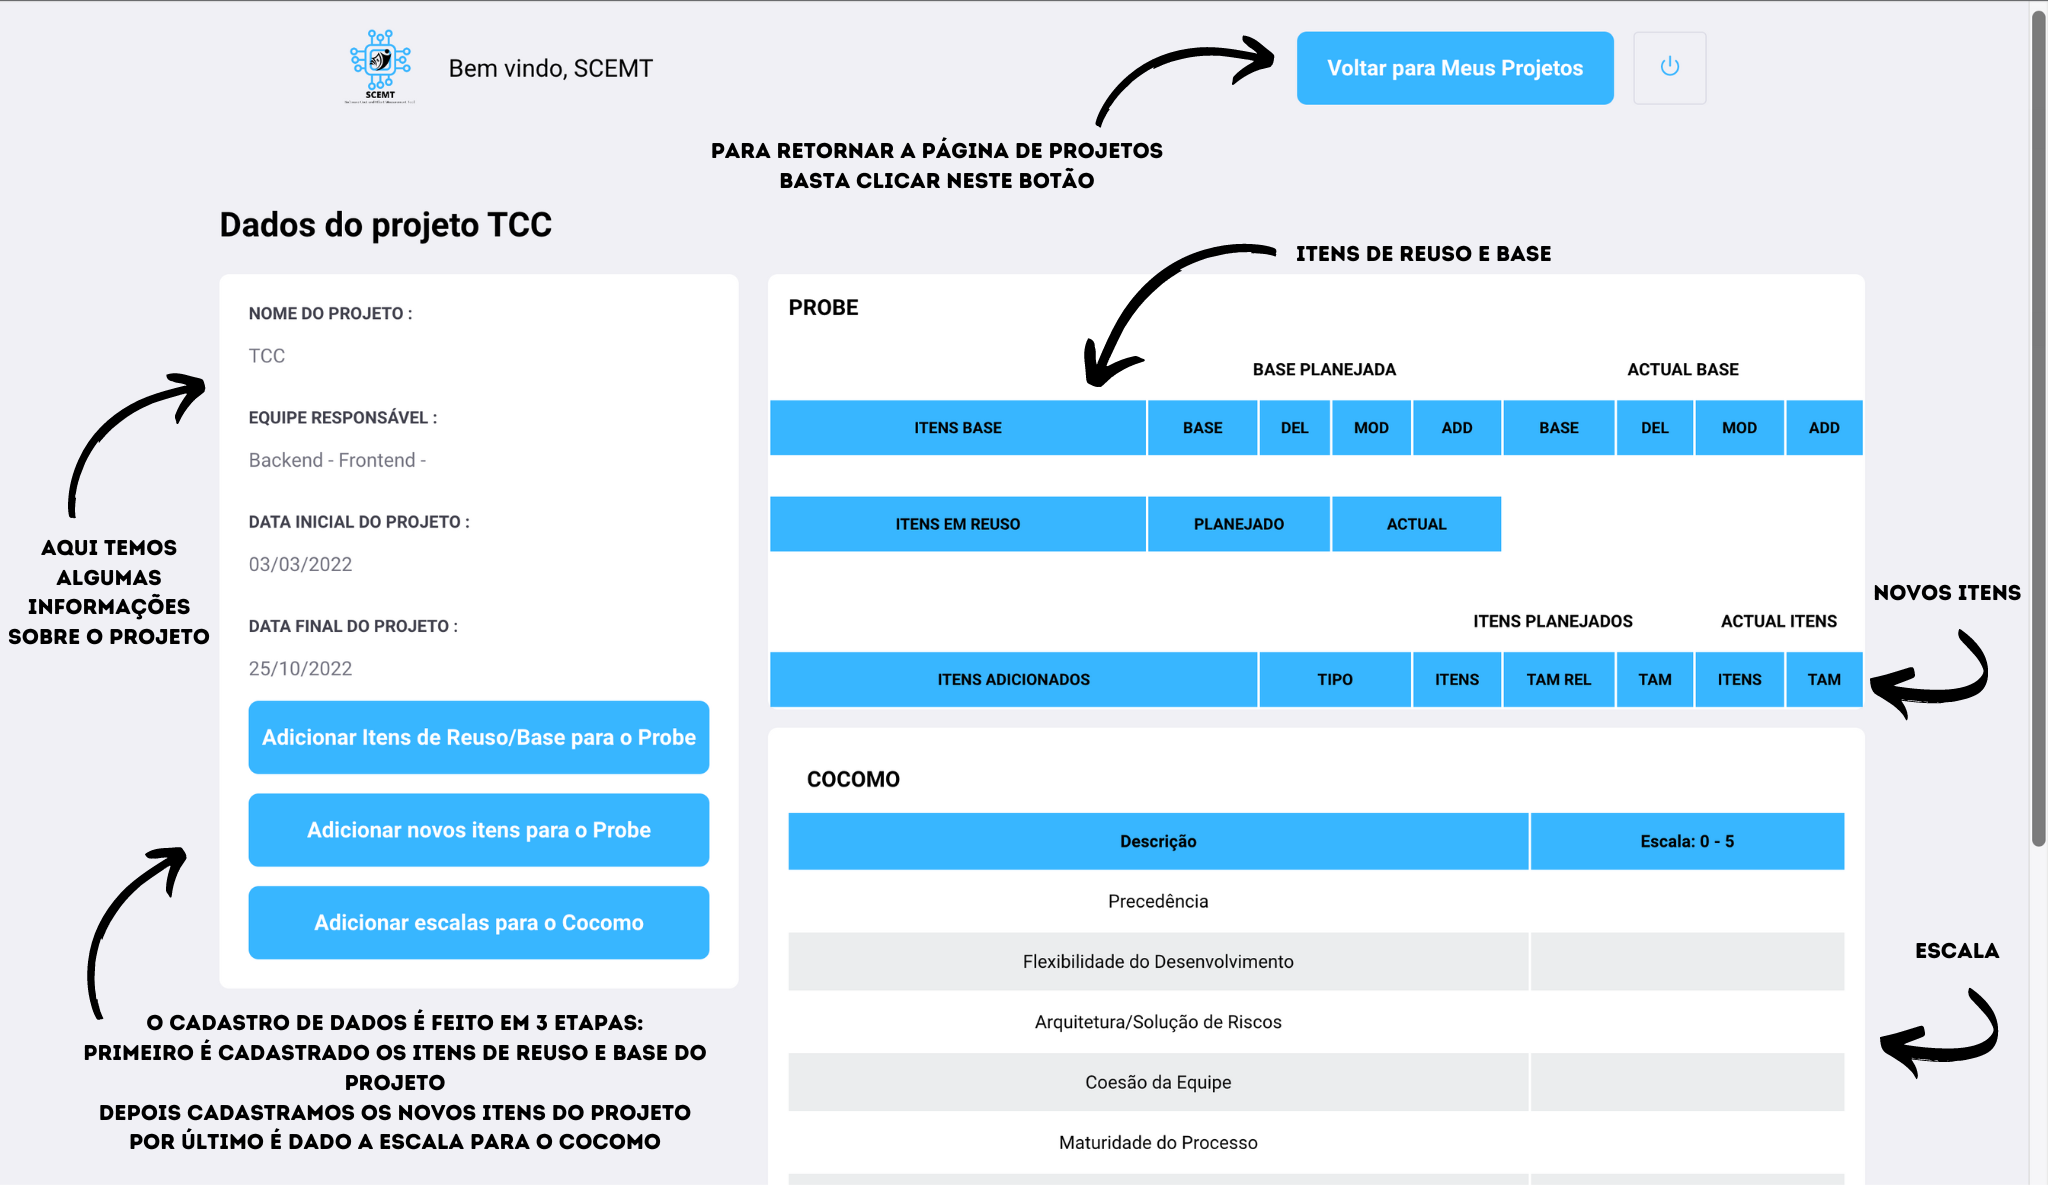 SCEMT
Bem vindo, SCEMT
Voltar para Meus Projetos
PARA RETORNAR A PÁGINA DE PROJETOS
BASTA CLICAR NESTE BOTÃO
Dados do projeto TCC
ITENS DE REUSO E BASE
NOME DO PROJETO :
TCC
EQUIPE RESPONSÁVEL :
Backend - Frontend -
DATA INICIAL DO PROJETO :
03/03/2022
DATA FINAL DO PROJETO :
25/10/2022
Adicionar Itens de Reuso/Base para o Probe
Adicionar novos itens para o Probe
Adicionar escalas para o Cocomo
AQUI TEMOS
ALGUMAS
INFORMAÇÕES
SOBRE O PROJETO
O CADASTRO DE DADOS É FEITO EM 3 ETAPAS:
PRIMEIRO É CADASTRADO OS ITENS DE REUSO E BASE DO
PROJETO
DEPOIS CADASTRAMOS OS NOVOS ITENS DO PROJETO
POR ÚLTIMO É DADO A ESCALA PARA O COCOMO
PROBE
BASE PLANEJADA ACTUAL BASE
ITENS BASE BASE DEL MOD ADD BASE DEL MOD ADD
ITENS EM REUSO PLANEJADO ACTUAL
NOVOS ITENS
ITENS PLANEJADOS ACTUAL ITENS
ITENS ADICIONADOS TIPO ITENS TAM REL TAM ITENS TAM
COCOMO
Descrição Escala: 0 - 5
Precedência
Flexibilidade do Desenvolvimento
Arquitetura/Solução de Riscos
Coesão da Equipe
Maturidade do Processo
ESCALA